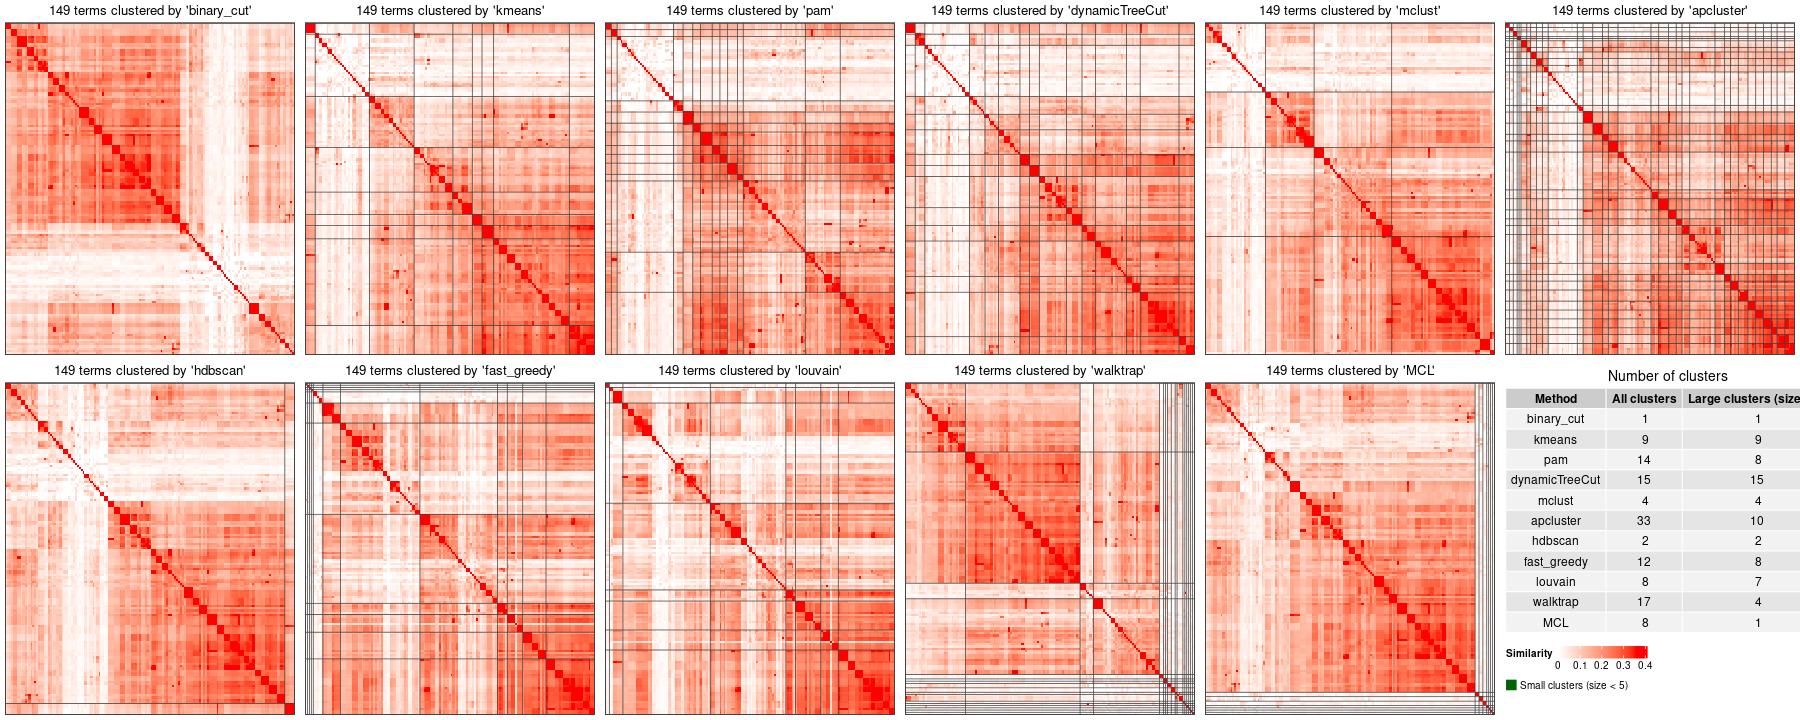 149 terms clustered by 'binary_cut'
149 terms clustered by 'kmeans'
149 terms clustered by 'pam'
149 terms clustered by 'dynamicTreeCut'
149 terms clustered by 'mclust'
149 terms clustered by 'apcluster'
149 terms clustered by 'hdbscan'
149 terms clustered by 'fast_greedy'
149 terms clustered by 'louvain'
149 terms clustered by 'walktrap'
149 terms clustered by 'MCL'
Number of clusters
Method All clusters Large clusters (size
binary_cut 1 1
kmeans 9 9
pam 14 8
dynamicTreeCut 15 15
mclust 4 4
apcluster 33 10
hdbscan 2 2
fast_greedy 12 8
louvain 8 7
walktrap 17 4
MCL 8 1
Similarity
0 0.1 0.2 0.3 0.4
Small clusters (size < 5)